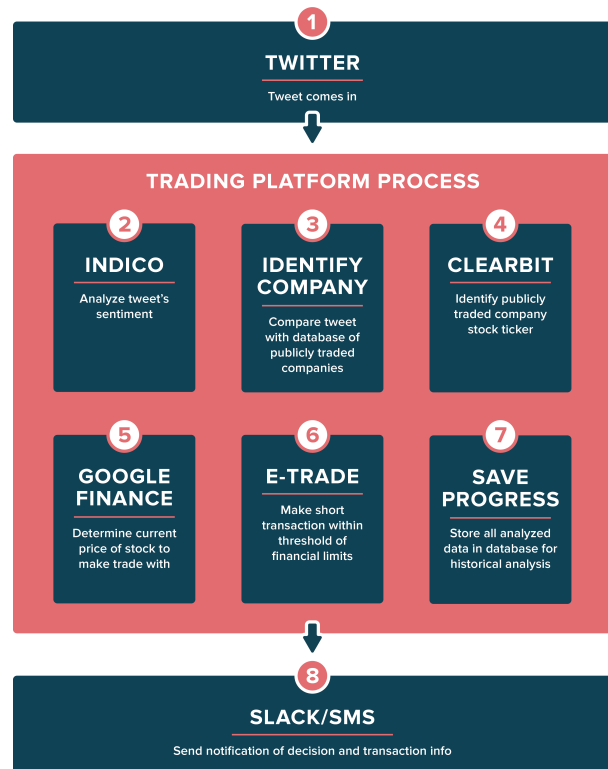 1
TWITTER
Tweet comes in
TRADING PLATFORM PROCESS
2
INDICO
Analyze tweet's
sentiment
3
IDENTIFY
COMPANY
Compare tweet
with database of
publicly traded
companies
4
CLEARBIT
Identify publicly
traded company
stock ticker
5
GOOGLE
FINANCE
Determine current
price of stock to
make trade with
6
E-TRADE
Make short
transaction within
threshold of
financial limits
7
SAVE
PROGRESS
Store all analyzed
data in database for
historical analysis
8
SLACK/SMS
Send notification of decision and transaction info